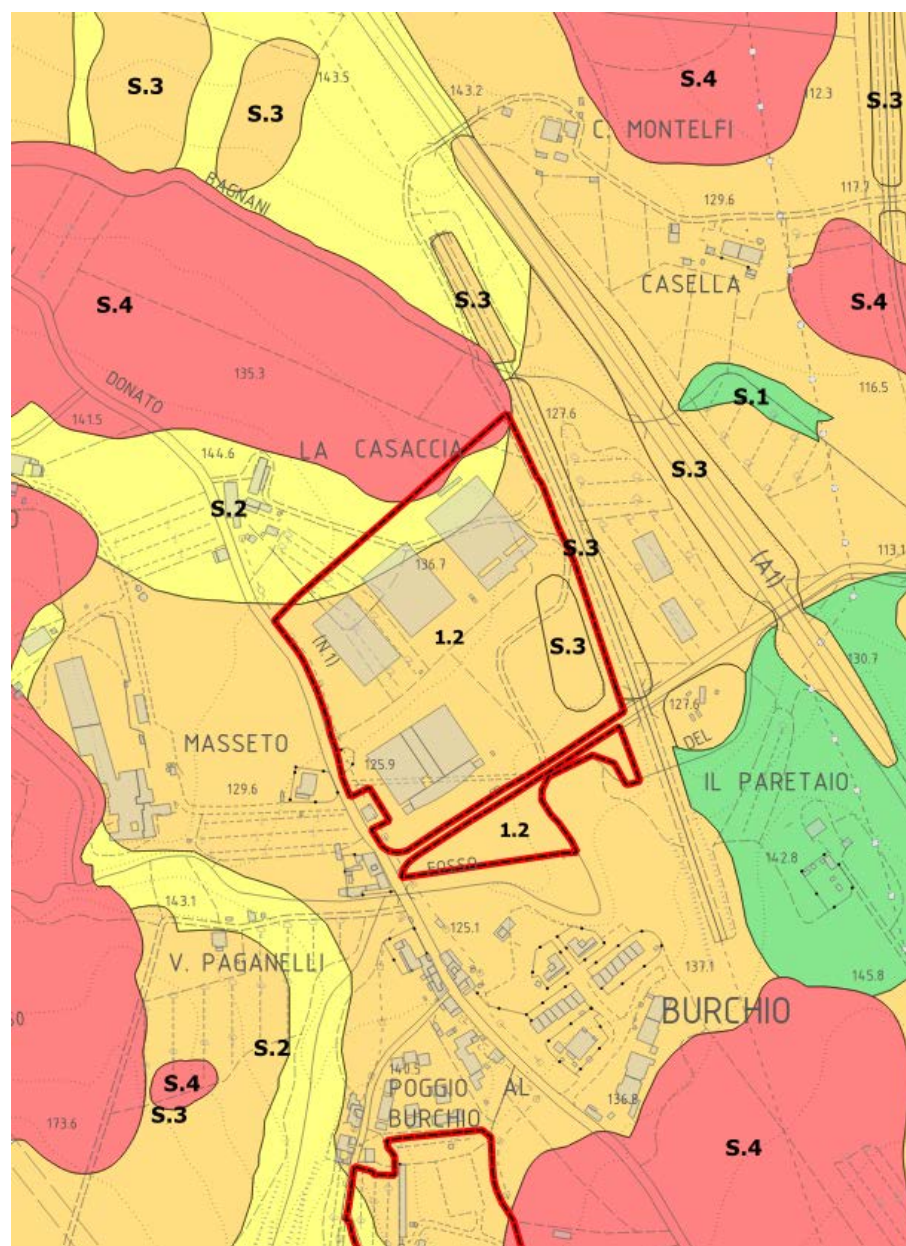 S.3
143.5
143.2
S.4
112.3
S.3
S.3
C. MONTELFI
BAGNANI
117.7
129.6
CASELLA
S.4
S.3
S.4
135.3
116.5
DONATO
S.1
127.6
141.5
LA CASACCIA
144.6
S.3
S.2
S.3
136.7
(A1)
113.1
1.2
(N.1)
S.3
130.7
127.6
DEL
MASSETO
125.9
IL PARETAIO
129.6
1.2
FOSSO
142.8
143.1
125.1
V. PAGANELLI
137.1
145.8
BURCHIO
S.2
140.5
S.4
POGGIO AL
BURCHIO
136.8
S.3
173.6
S.4